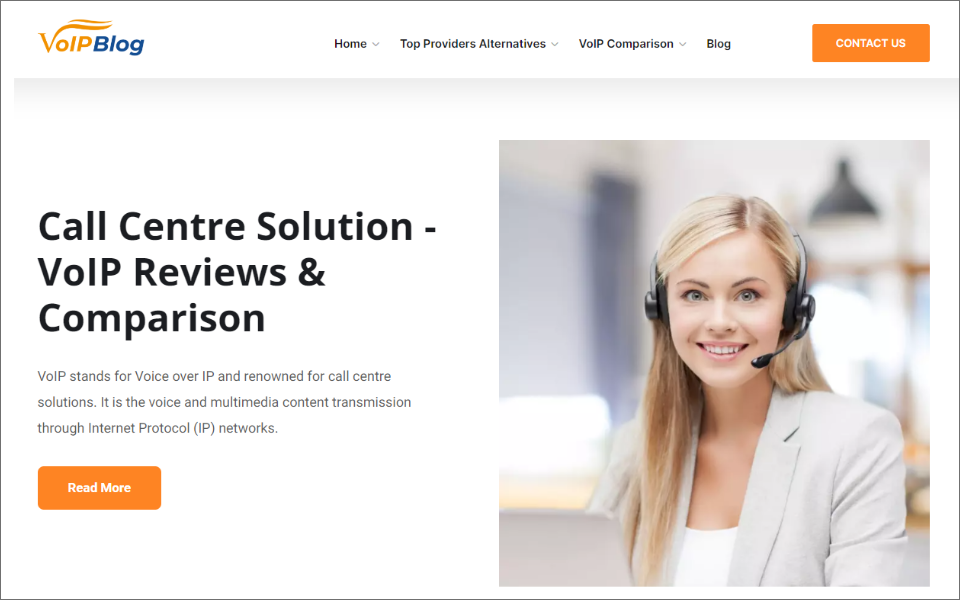 VoIPBlog
Home
Top Providers Alternatives
VoIP Comparison
Blog
CONTACT US
Call Centre Solution -
VoIP Reviews &
Comparison
VoIP stands for Voice over IP and renowned for call centre
solutions. It is the voice and multimedia content transmission
through Internet Protocol (IP) networks.
Read More